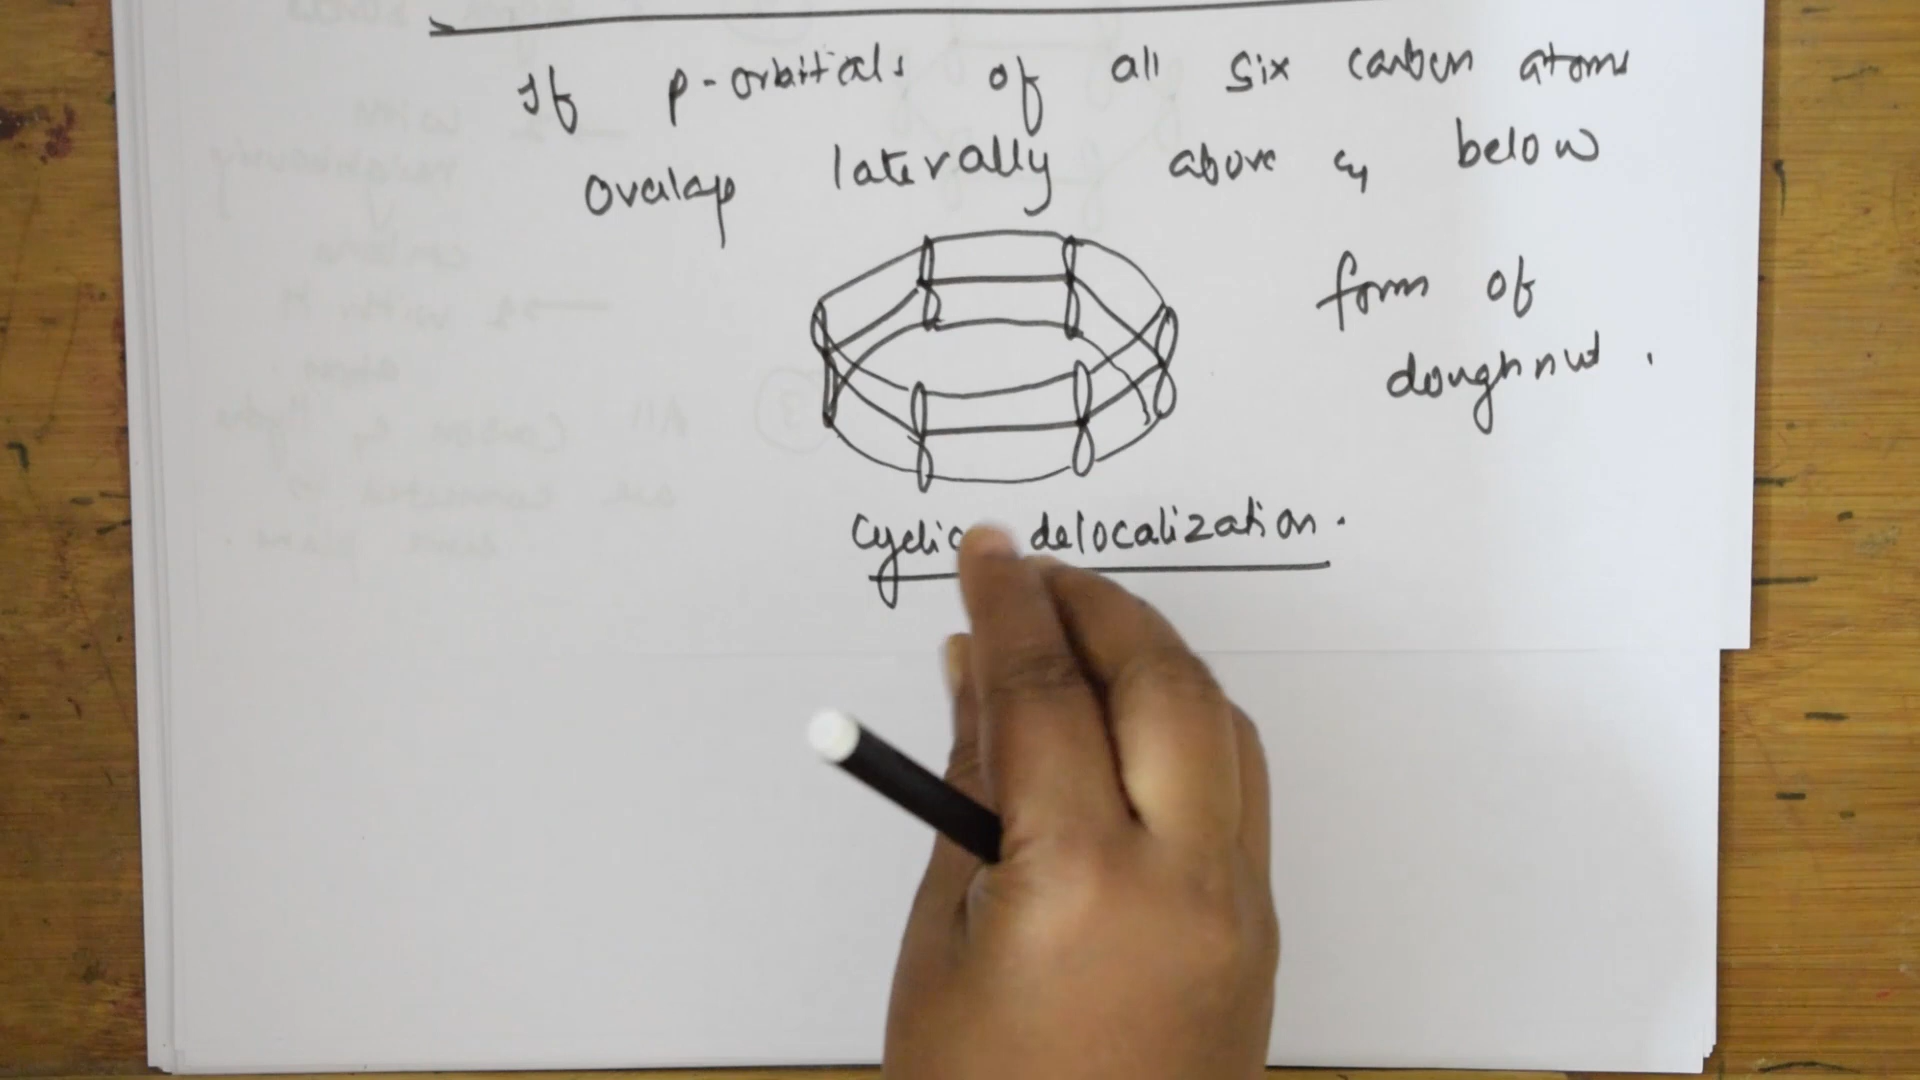 If p-orbitals of all six carbon atoms
overlap laterally above & below
form of
doughnut.
Cyclic delocalization.